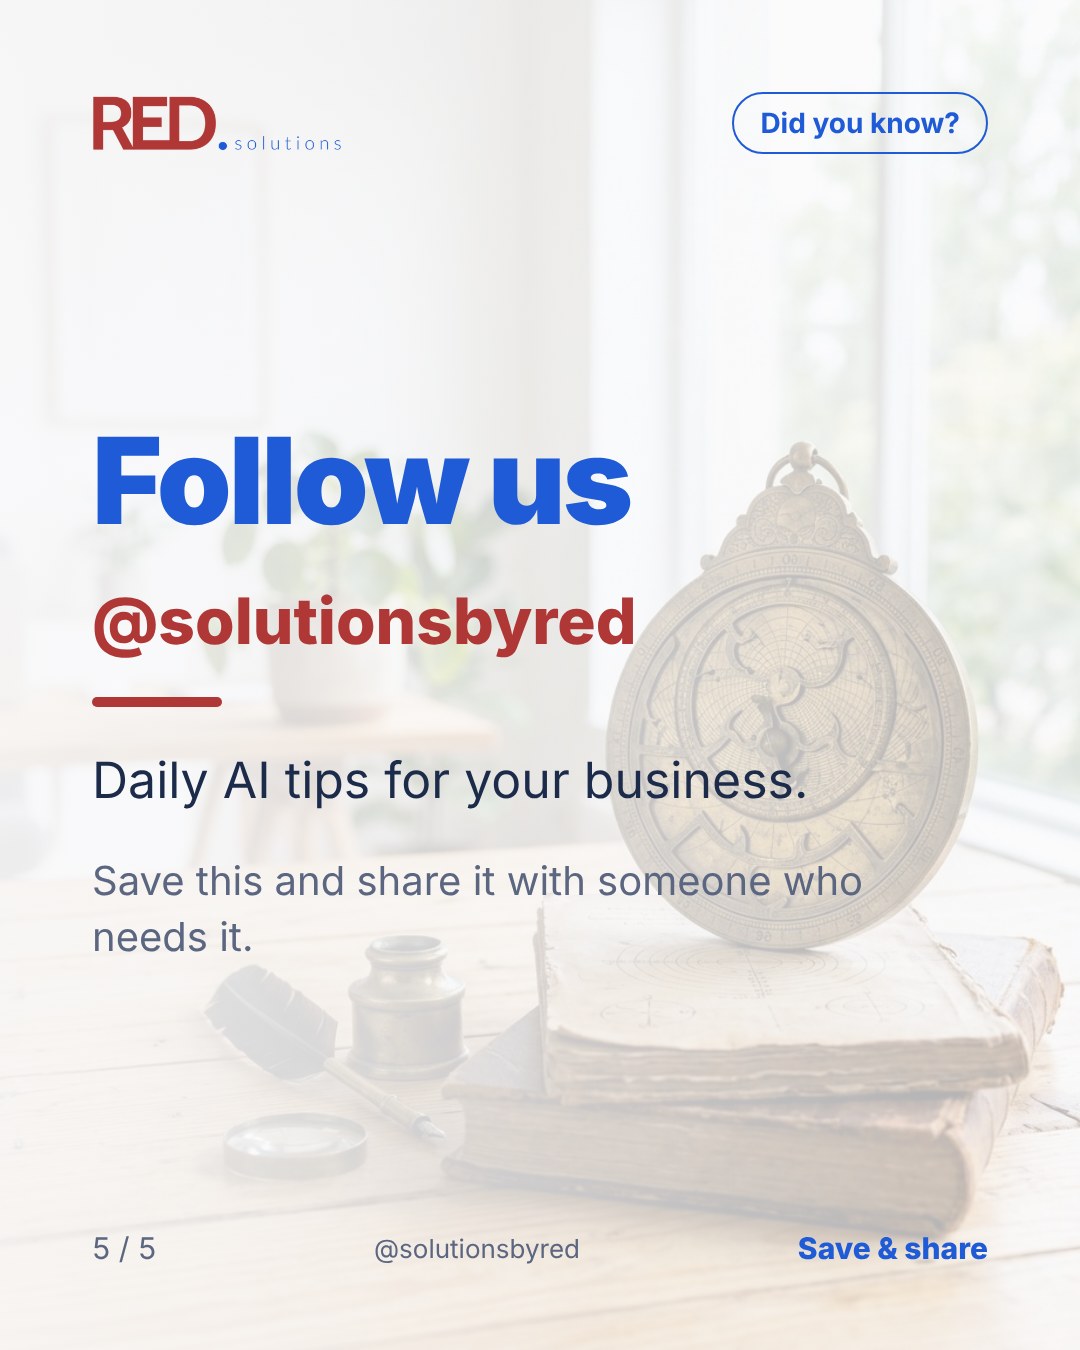 RED.solutions
Did you know?
Follow us
@solutionsbyred
Daily AI tips for your business.
Save this and share it with someone who
needs it.
5 / 5
@solutionsbyred
Save & share